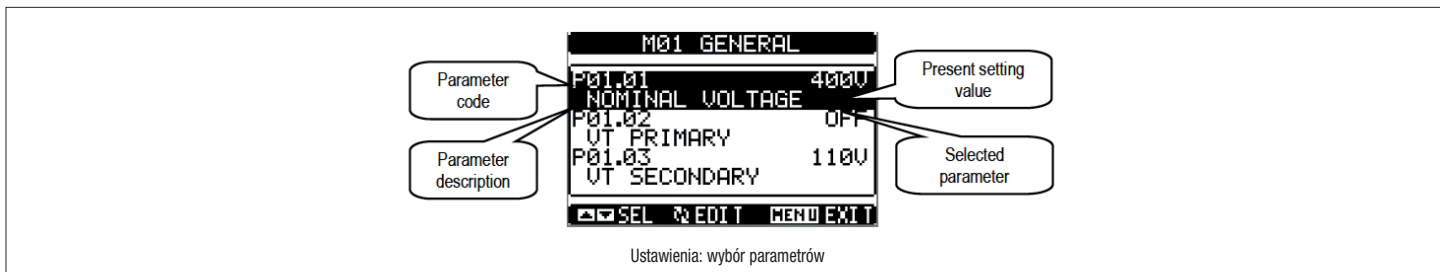 M01 GENERAL
Parameter
code
P01.01 400V
NOMINAL VOLTAGE
Present setting
value
P01.02 OFF
VT PRIMARY
Parameter
description
P01.03 110V
VT SECONDARY
Selected
parameter
▲▼ SEL ↻ EDIT MENU EXIT
Ustawienia: wybór parametrów